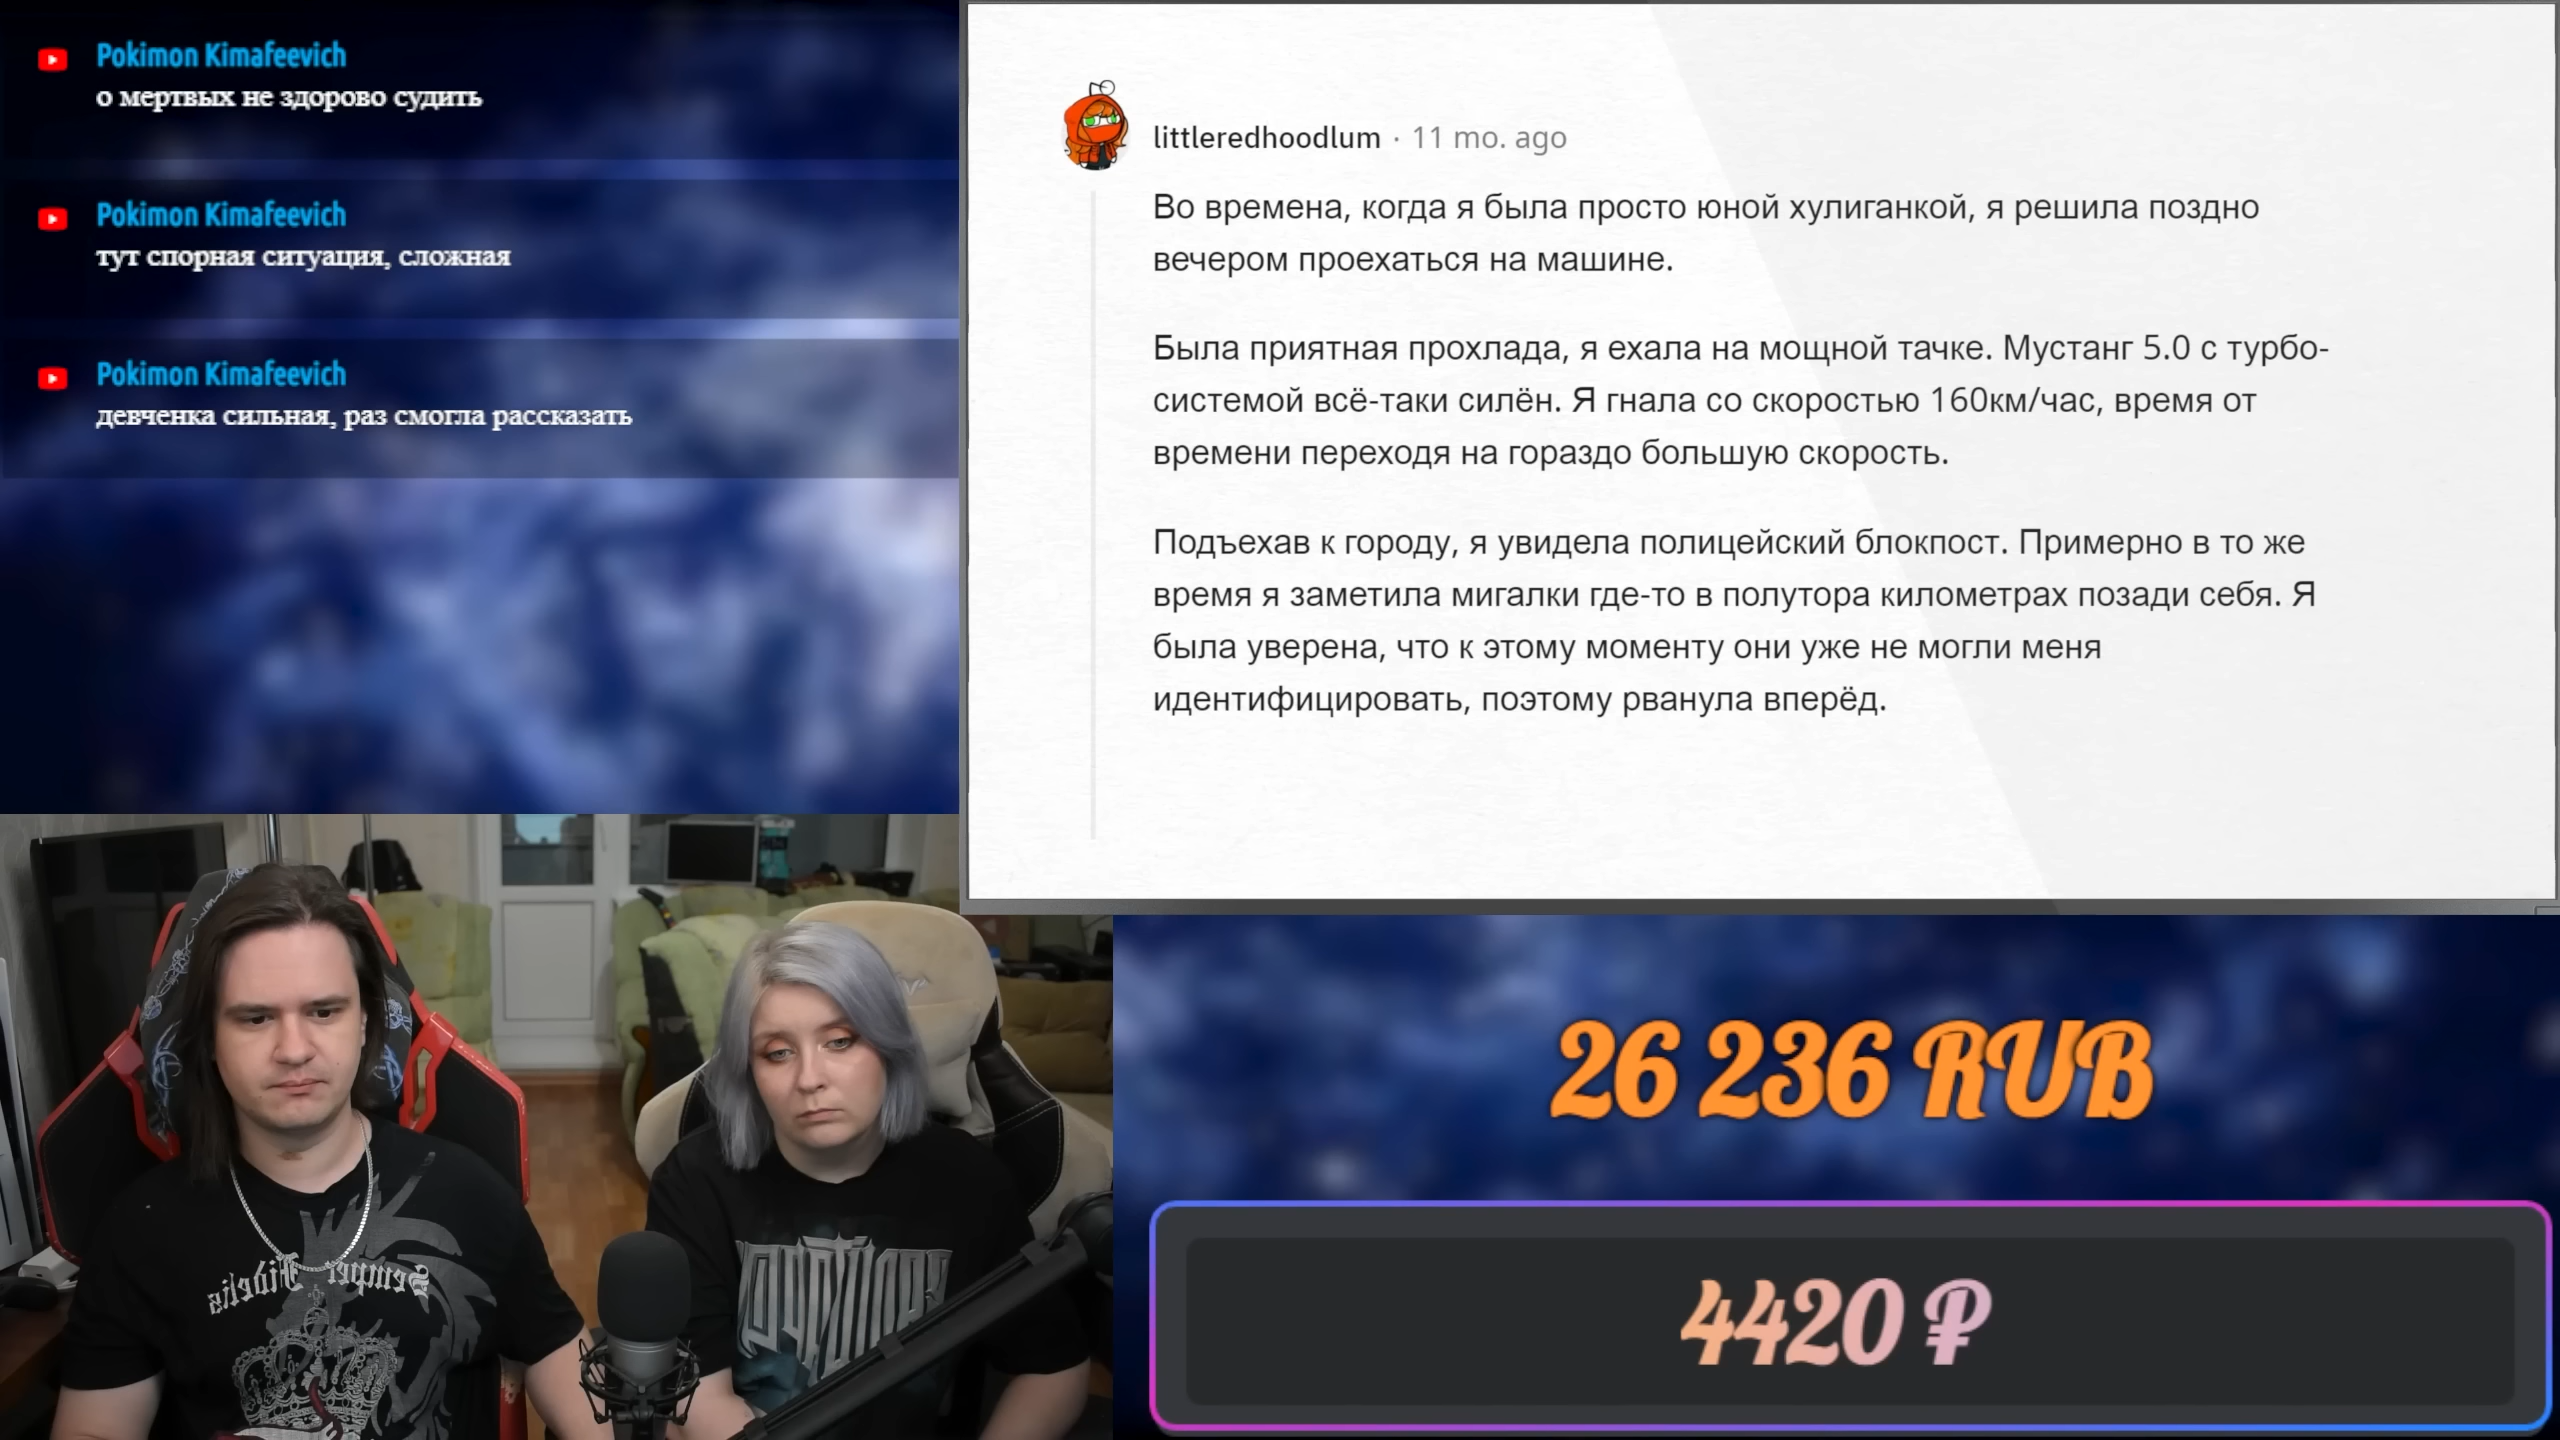 Pokimon Kimafeevich
о мертвых не здорово судить
Pokimon Kimafeevich
тут спорная ситуация, сложная
Pokimon Kimafeevich
девченка сильная, раз смогла рассказать
littleredhoodlum · 11 mo. ago
Во времена, когда я была просто юной хулиганкой, я решила поздно
вечером проехаться на машине.
Была приятная прохлада, я ехала на мощной тачке. Мустанг 5.0 с турбо-
системой всё-таки силён. Я гнала со скоростью 160км/час, время от
времени переходя на гораздо большую скорость.
Подъехав к городу, я увидела полицейский блокпост. Примерно в то же
время я заметила мигалки где-то в полутора километрах позади себя. Я
была уверена, что к этому моменту они уже не могли меня
идентифицировать, поэтому рванула вперёд.
Semper Fidelis
26 236 RUB
4420 ₽